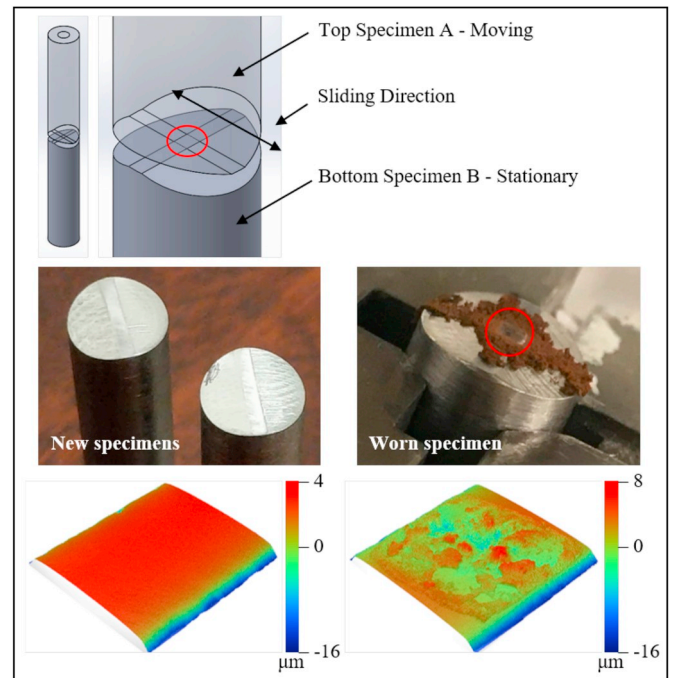 Top Specimen A - Moving
Sliding Direction
Bottom Specimen B - Stationary
New specimens
Worn specimen
4
0
-16
μm
8
0
-16
μm